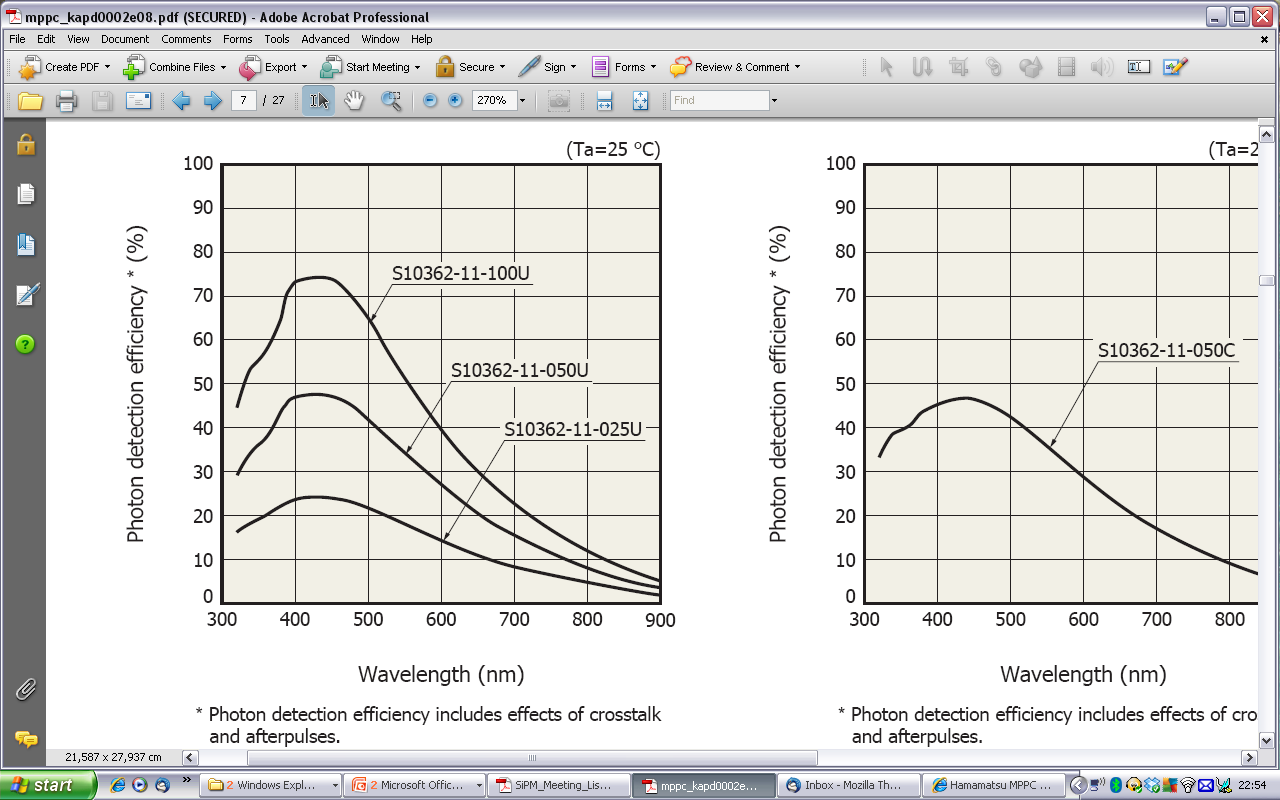 mppc_kapd0002e08.pdf (SECURED) - Adobe Acrobat Professional
File Edit View Document Comments Forms Tools Advanced Window Help
Create PDF Combine Files Export Start Meeting Secure Sign Forms Review & Comment
7 / 27 270% Find
(Ta=25 °C)
100
90
80
70
60
50
40
30
20
10
0
Photon detection efficiency * (%)
S10362-11-100U
S10362-11-050U
S10362-11-025U
300 400 500 600 700 800 900
Wavelength (nm)
* Photon detection efficiency includes effects of crosstalk
and afterpulses.
(Ta=2
100
90
80
70
60
50
40
30
20
10
0
Photon detection efficiency * (%)
S10362-11-050C
300 400 500 600 700 800
Wavelength (nm)
* Photon detection efficiency includes effects of cro
and afterpulses.
21,587 x 27,937 cm
start 2 Windows Expl... 2 Microsoft Offic... SiPM_Meeting_Lis... mppc_kapd0002e... Inbox - Mozilla Th... Hamamatsu MPPC ... 22:54